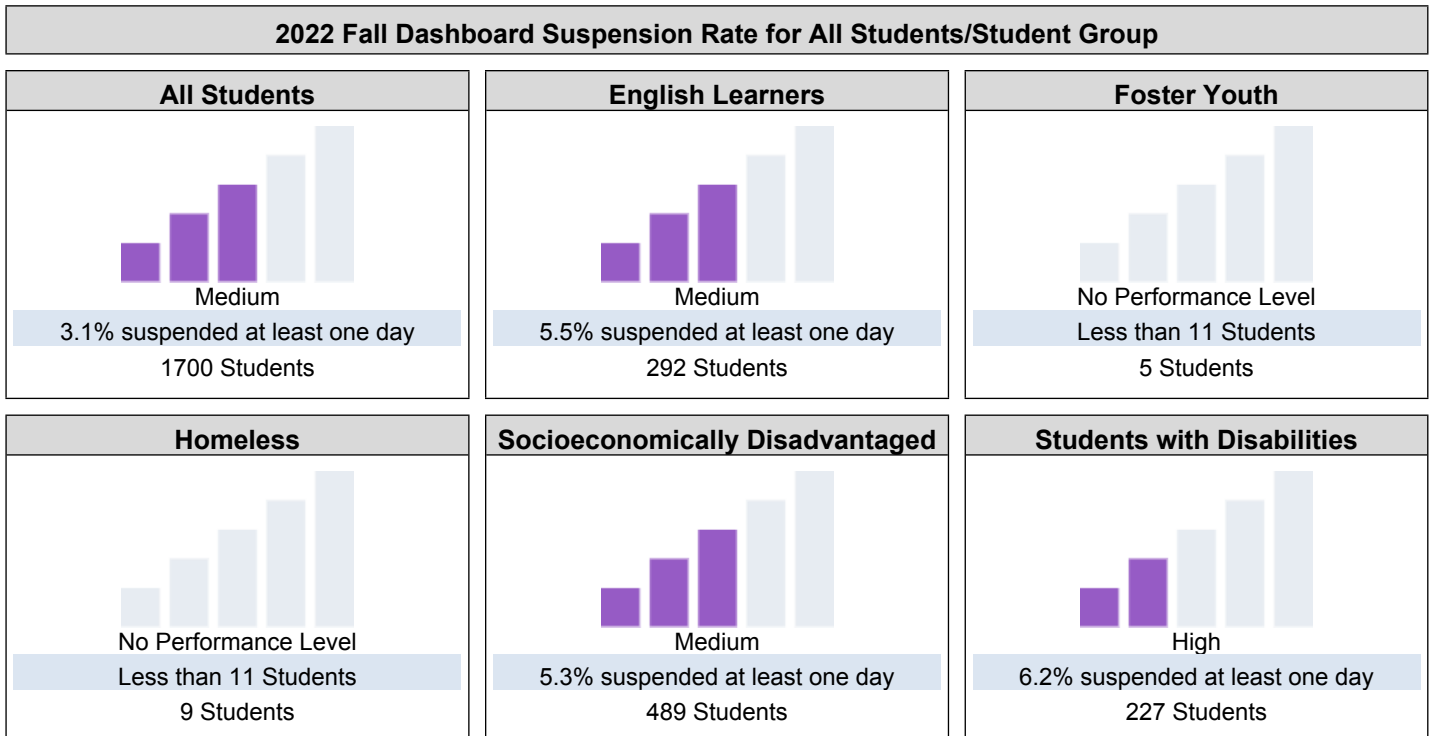 2022 Fall Dashboard Suspension Rate for All Students/Student Group
All Students
Medium
3.1% suspended at least one day
1700 Students
English Learners
Medium
5.5% suspended at least one day
292 Students
Foster Youth
No Performance Level
Less than 11 Students
5 Students
Homeless
No Performance Level
Less than 11 Students
9 Students
Socioeconomically Disadvantaged
Medium
5.3% suspended at least one day
489 Students
Students with Disabilities
High
6.2% suspended at least one day
227 Students